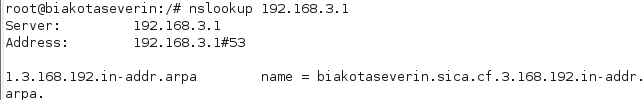 root@biakotaseverin:/# nslookup 192.168.3.1
Server:         192.168.3.1
Address:        192.168.3.1#53
1.3.168.192.in-addr.arpa        name = biakotaseverin.sica.cf.3.168.192.in-addr.
arpa.